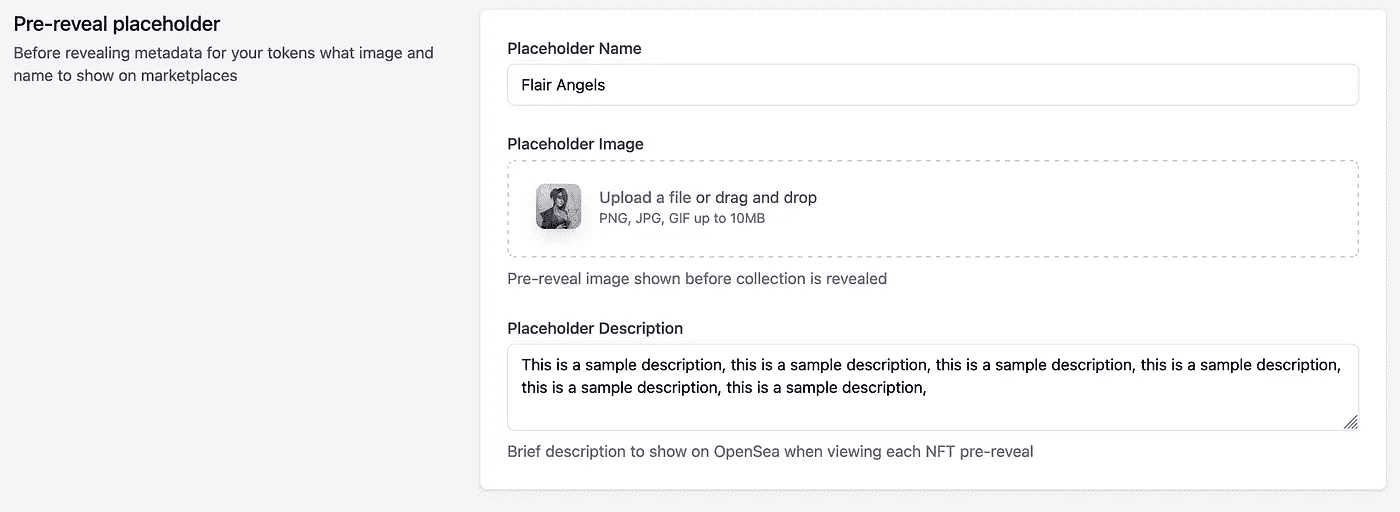 Pre-reveal placeholder
Before revealing metadata for your tokens what image and
name to show on marketplaces
Placeholder Name
Flair Angels
Placeholder Image
Upload a file or drag and drop
PNG, JPG, GIF up to 10MB
Pre-reveal image shown before collection is revealed
Placeholder Description
This is a sample description, this is a sample description, this is a sample description, this is a sample description,
this is a sample description, this is a sample description,
Brief description to show on OpenSea when viewing each NFT pre-reveal